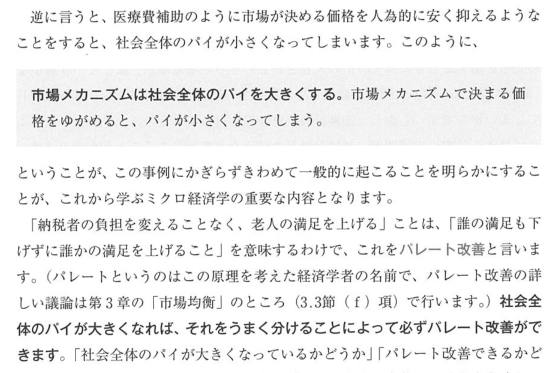 逆に言うと、医療費補助のように市場が決める価格を人為的に安く抑えるような
ことをすると、社会全体のパイが小さくなってしまいます。このように、
市場メカニズムは社会全体のパイを大きくする。市場メカニズムで決まる価
格をゆがめると、パイが小さくなってしまう。
ということが、この事例にかぎらずきわめて一般的に起こることを明らかにするこ
とが、これから学ぶミクロ経済学の重要な内容となります。
「納税者の負担を変えることなく、老人の満足を上げる」ことは、「誰の満足も下
げずに誰かの満足を上げること」を意味するわけで、これをパレート改善と言いま
す。（パレートというのはこの原理を考えた経済学者の名前で、パレート改善の詳
しい議論は第3章の「市場均衡」のところ（3.3節（f）項）で行います。）社会全
体のパイが大きくなれば、それをうまく分けることによって必ずパレート改善がで
きます。「社会全体のパイが大きくなっているかどうか」「パレート改善できるかど